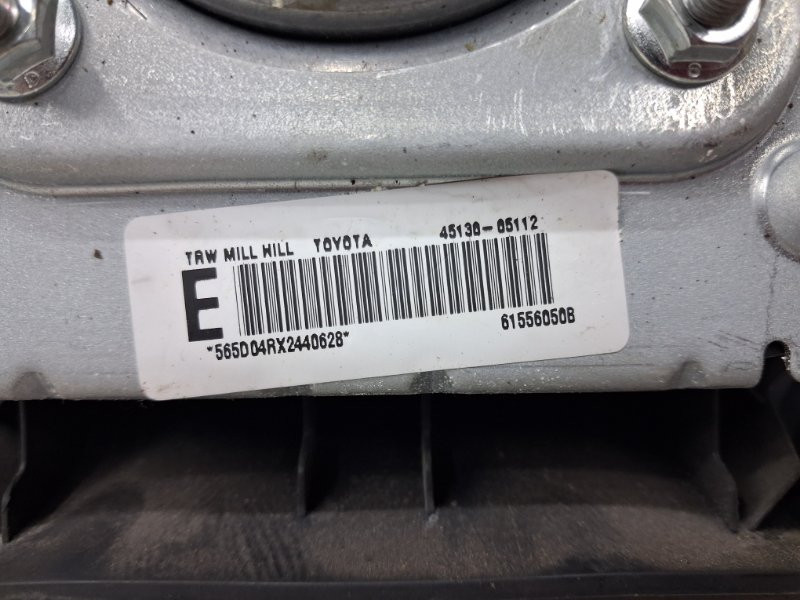 TRW MILL HILL TOYOTA 45130-05112
E
*565D04RX2440628*
61556050B